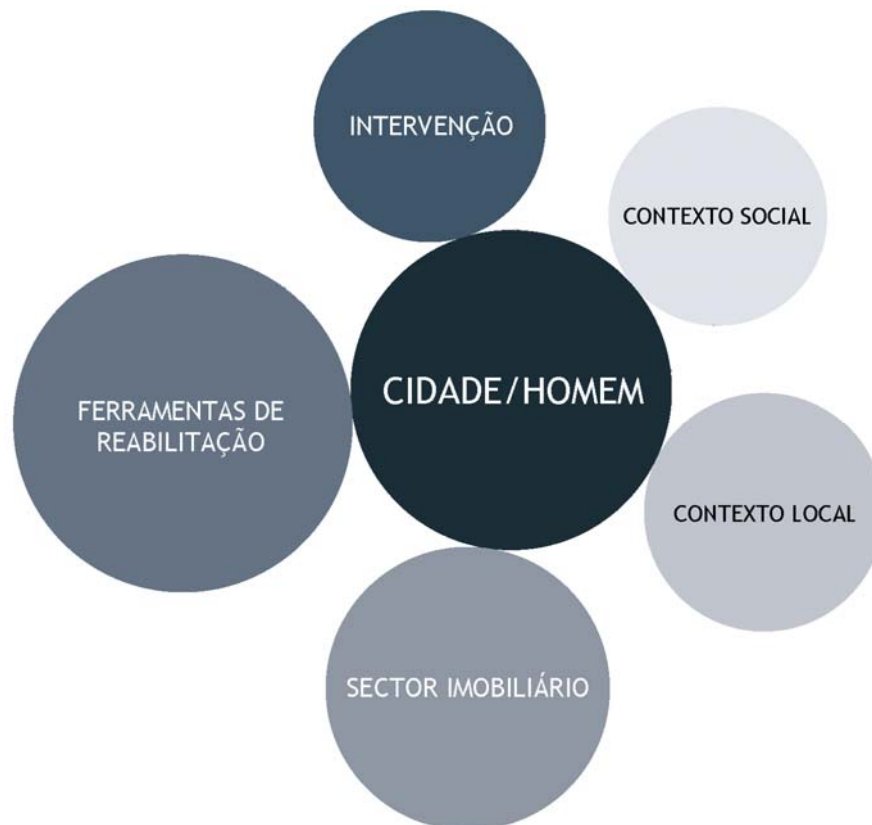 INTERVENÇÃO
CONTEXTO SOCIAL
CIDADE/HOMEM
FERRAMENTAS DE
REABILITAÇÃO
CONTEXTO LOCAL
SECTOR IMOBILIÁRIO